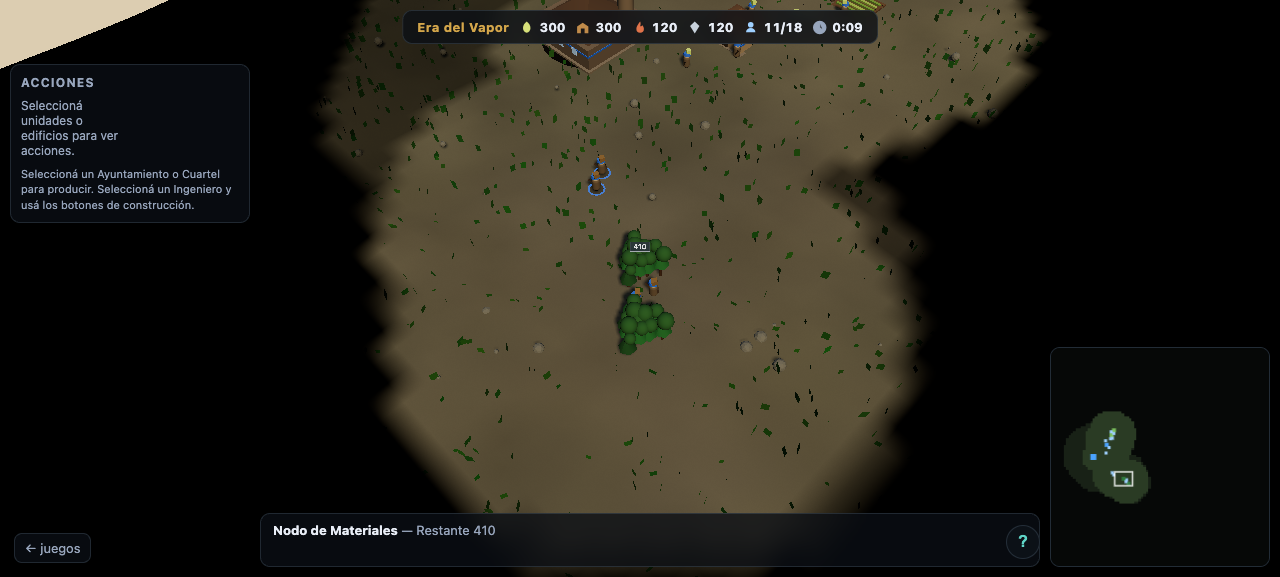 Era del Vapor 300 300 120 120 11/18 0:09
ACCIONES
Seleccioná
unidades o
edificios para ver
acciones.
Seleccioná un Ayuntamiento o Cuartel
para producir. Seleccioná un Ingeniero y
usá los botones de construcción.
410
Nodo de Materiales — Restante 410
?
← juegos